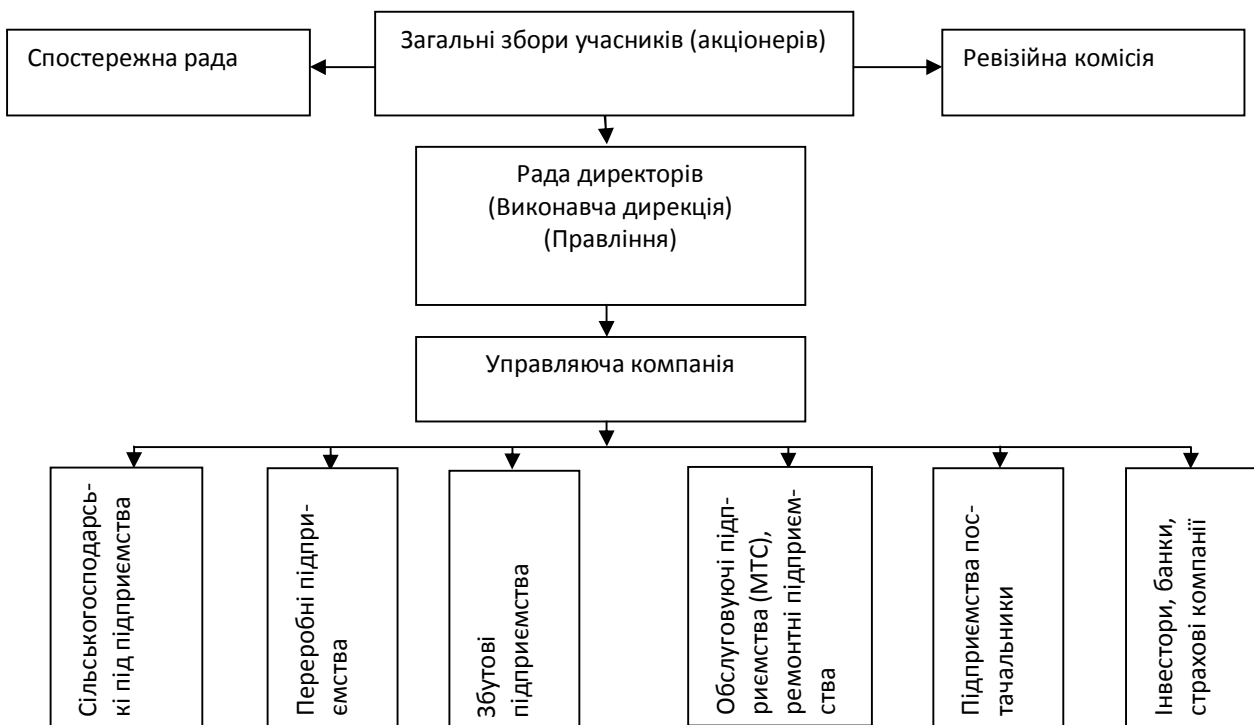 Загальні збори учасників (акціонерів)
Спостережна рада
Ревізійна комісія
Рада директорів
(Виконавча дирекція)
(Правління)
Управляюча компанія
Сільськогосподарсь-
кі під підприємства
Переробні підпри-
ємства
Збутові
підприємства
Обслуговуючі підп-
риємства (МТС),
ремонтні підприєм-
ства
Підприємства пос-
тачальники
Інвестори, банки,
страхові компанії